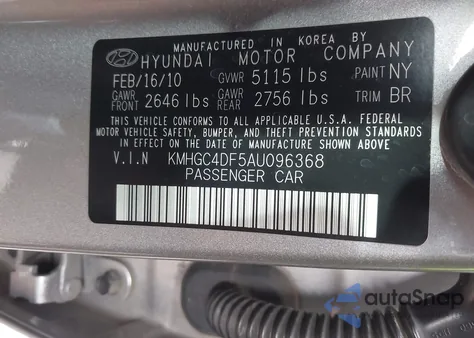 MANUFACTURED IN KOREA BY
HYUNDAI MOTOR COMPANY
FEB/16/10 GVWR 5115 lbs PAINT NY
GAWR FRONT 2646 lbs GAWR REAR 2756 lbs TRIM BR
THIS VEHICLE CONFORMS TO ALL APPLICABLE U.S.A. FEDERAL
MOTOR VEHICLE SAFETY, BUMPER, AND THEFT PREVENTION
STANDARDS IN EFFECT ON THE DATE OF MANUFACTURE SHOWN ABOVE.
V.I.N KMHGC4DF5AU096368
PASSENGER CAR
autoSnap